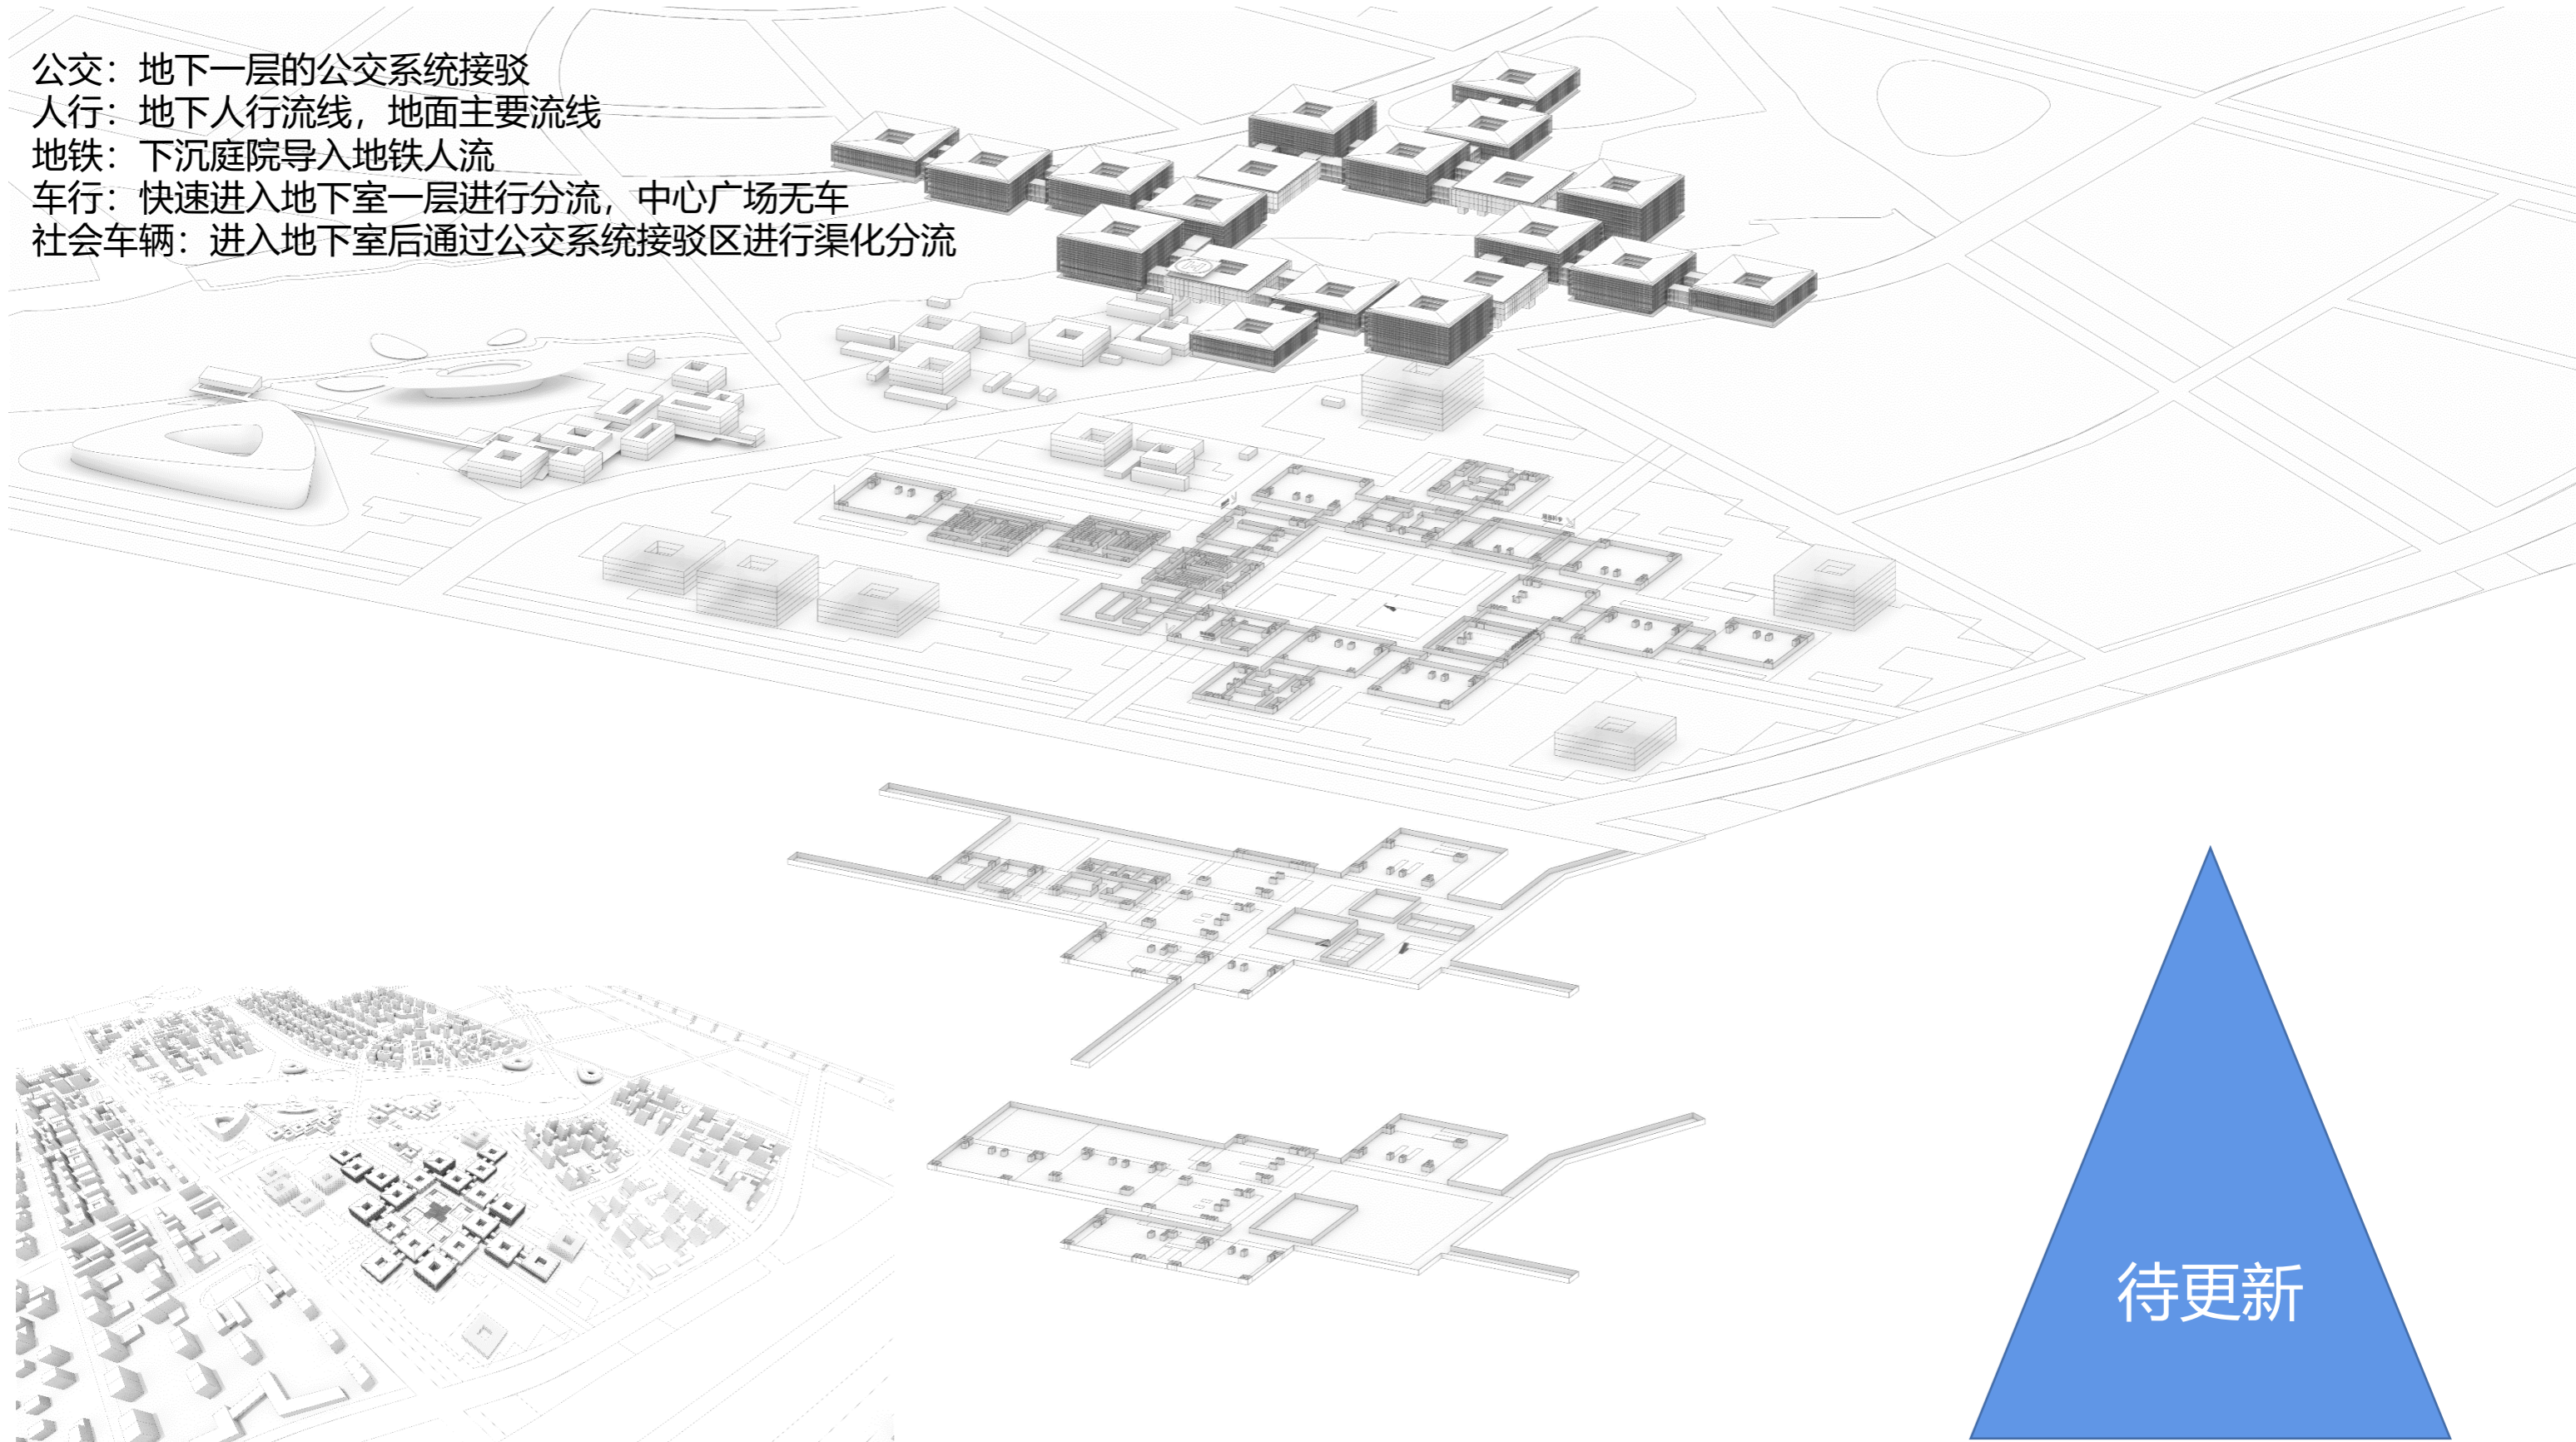 公交：地下一层的公交系统接驳
人行：地下人行流线，地面主要流线
地铁：下沉庭院导入地铁人流
车行：快速进入地下室一层进行分流，中心广场无车
社会车辆：进入地下室后通过公交系统接驳区进行渠化分流
待更新